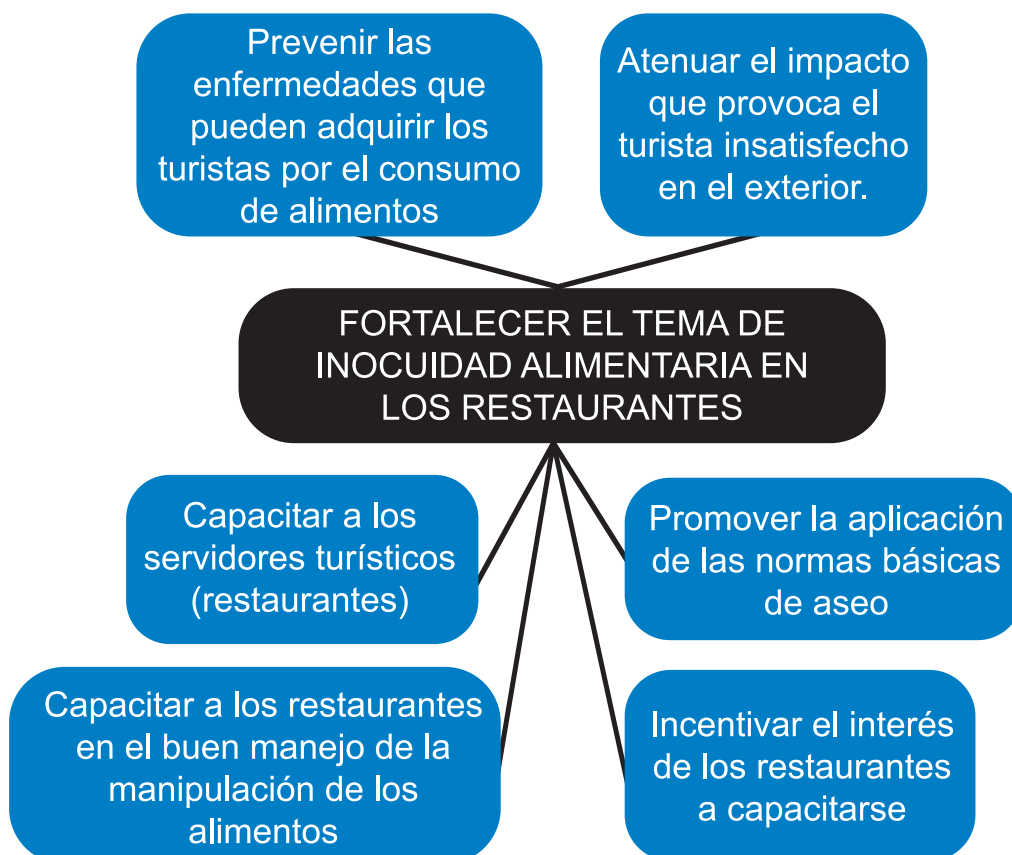 Prevenir las
enfermedades que
pueden adquirir los
turistas por el consumo
de alimentos
Atenuar el impacto
que provoca el
turista insatisfecho
en el exterior.
FORTALECER EL TEMA DE
INOCUIDAD ALIMENTARIA EN
LOS RESTAURANTES
Capacitar a los
servidores turísticos
(restaurantes)
Promover la aplicación
de las normas básicas
de aseo
Capacitar a los restaurantes
en el buen manejo de la
manipulación de los
alimentos
Incentivar el interés
de los restaurantes
a capacitarse